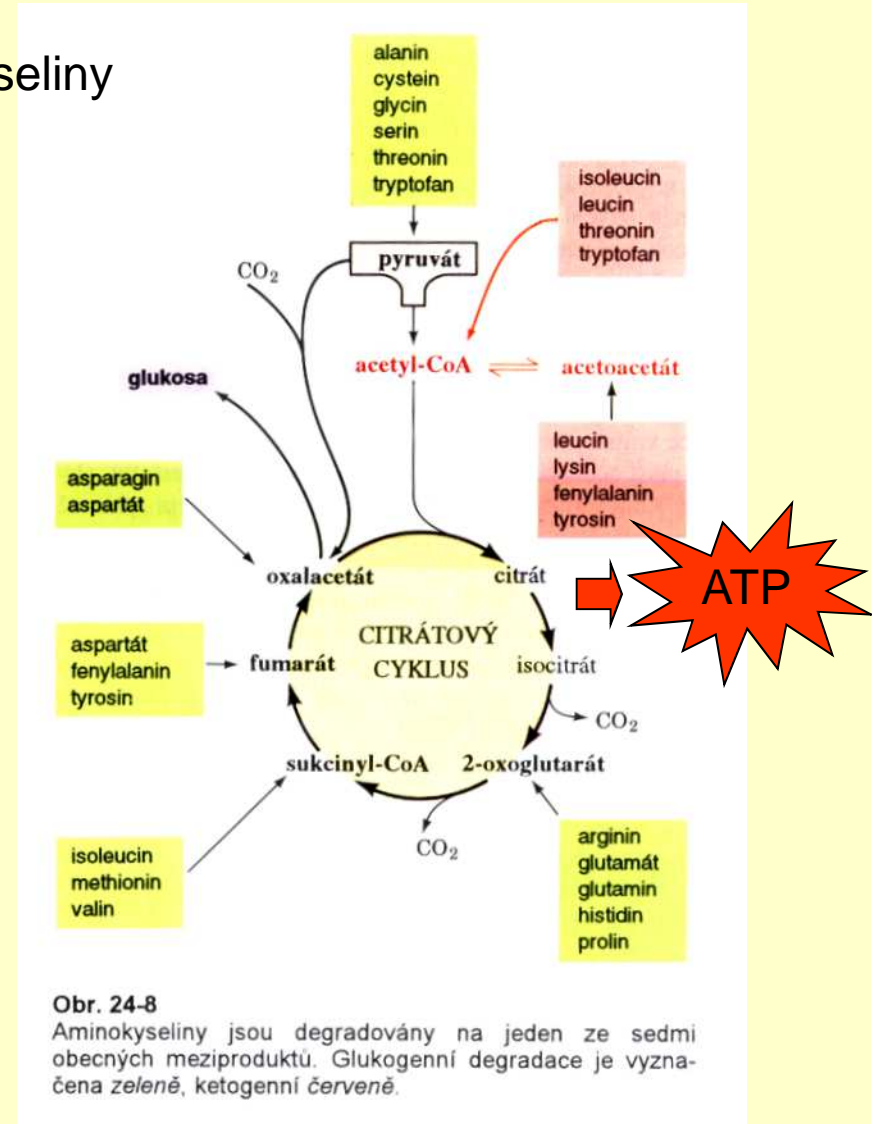 seliny
alanin
cystein
glycin
serin
threonin
tryptofan
isoleucin
leucin
threonin
tryptofan
pyruvát
CO₂
acetyl-CoA
acetoacetát
glukosa
leucin
lysin
fenylalanin
tyrosin
asparagin
aspartát
ATP
oxalacetát
citrát
CITRÁTOVÝ
CYKLUS
aspartát
fenylalanin
tyrosin
fumarát
isocitrát
CO₂
sukcinyl-CoA
2-oxoglutarát
CO₂
isoleucin
methionin
valin
arginin
glutamát
glutamin
histidin
prolin
Obr. 24-8
Aminokyseliny jsou degradovány na jeden ze sedmi
obecných meziproduktů. Glukogenní degradace je vyzna-
čena zeleně, ketogenní červeně.